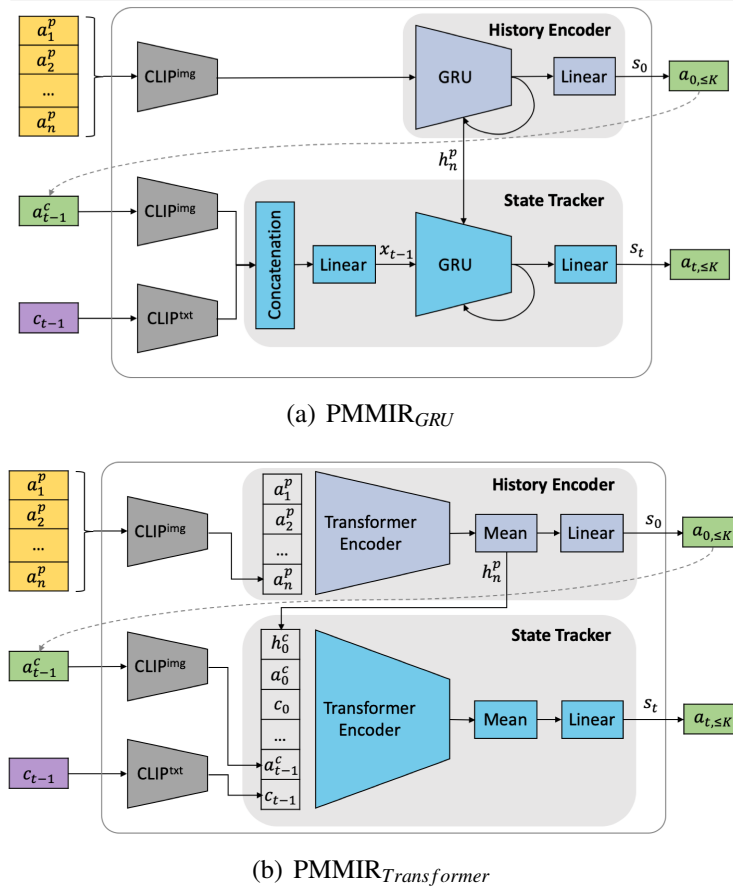 a_1^p
a_2^p
...
a_n^p
CLIP^img
History Encoder
GRU
Linear
s_0
a_{0,≤K}
h_n^p
a_{t−1}^c
CLIP^img
State Tracker
Concatenation
Linear
x_{t−1}
GRU
Linear
s_t
a_{t,≤K}
c_{t−1}
CLIP^txt
(a) PMMIR_GRU
a_1^p
a_2^p
...
a_n^p
CLIP^img
History Encoder
a_1^p
a_2^p
...
a_n^p
Transformer
Encoder
Mean
Linear
s_0
a_{0,≤K}
h_n^p
a_{t−1}^c
CLIP^img
State Tracker
h_0^c
a_0^c
c_0
...
a_{t−1}^c
c_{t−1}
Transformer
Encoder
Mean
Linear
s_t
a_{t,≤K}
c_{t−1}
CLIP^txt
(b) PMMIR_Transformer